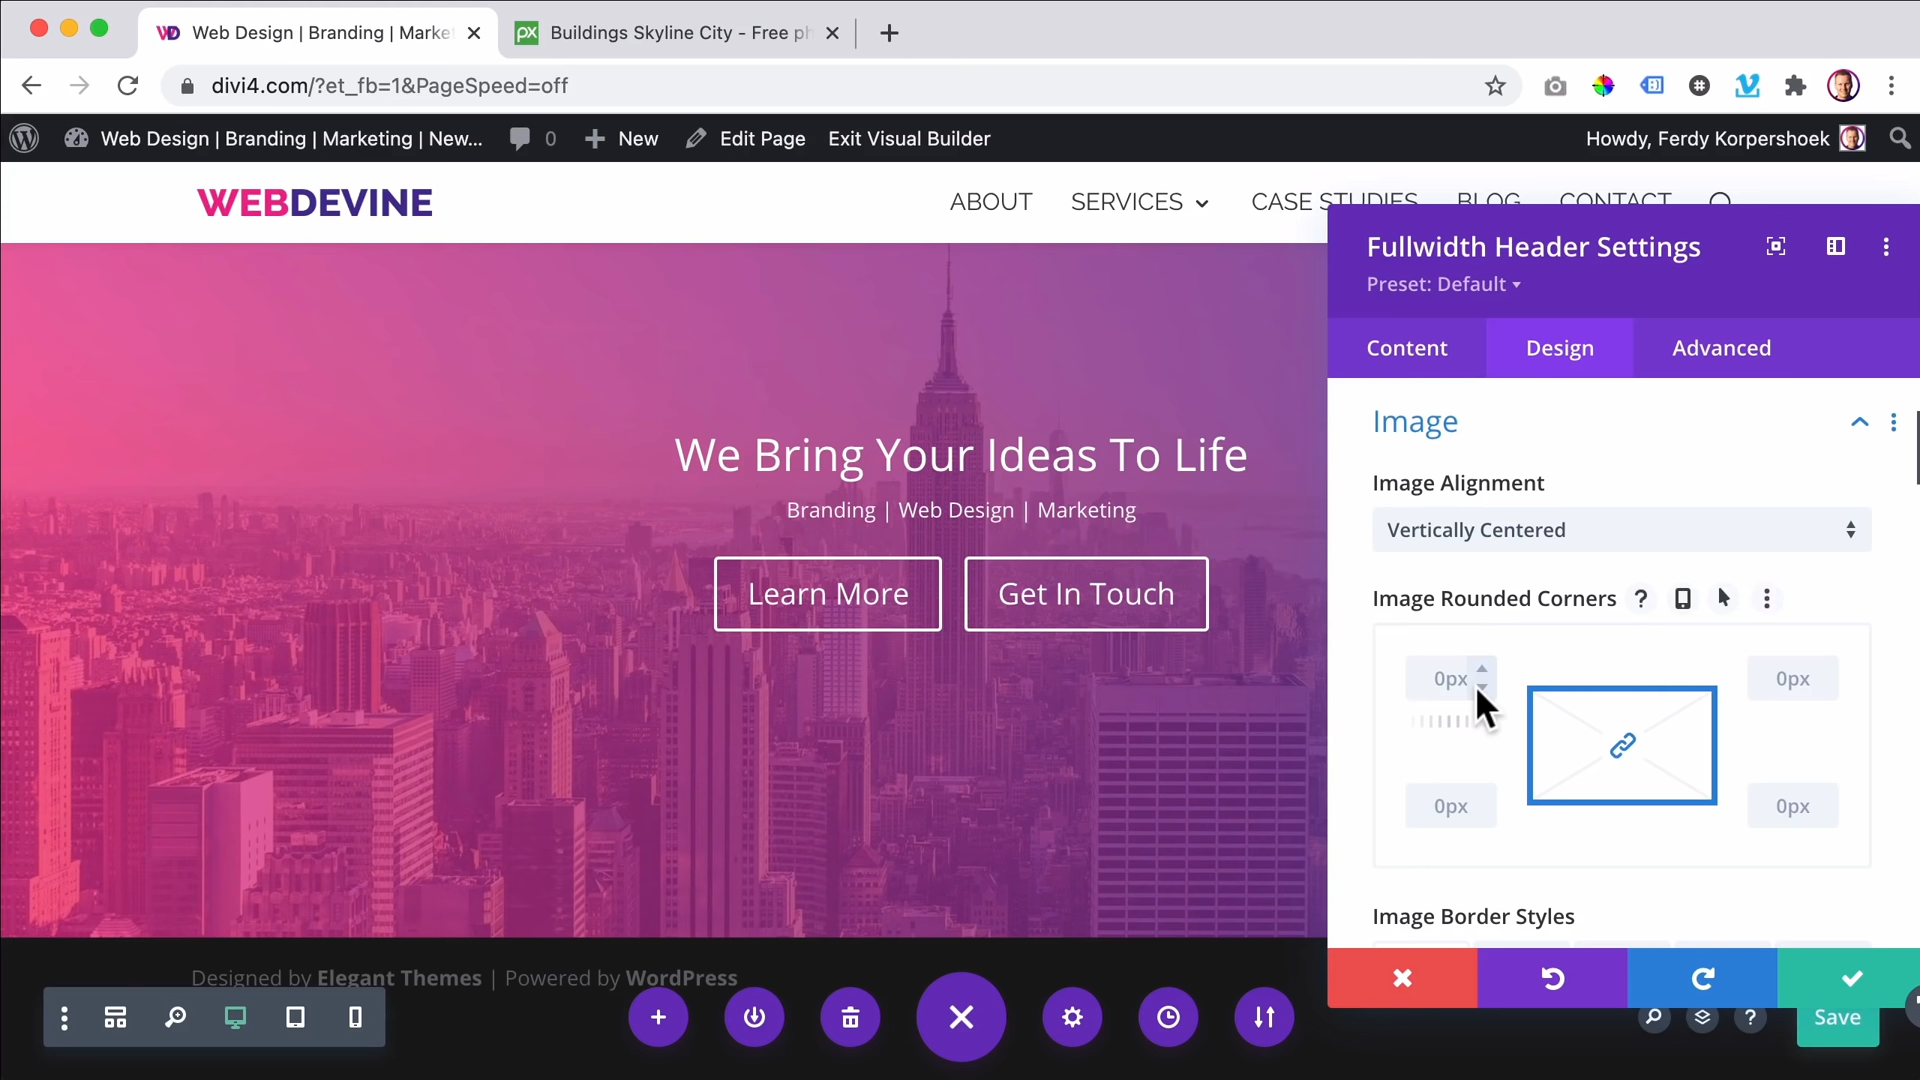 Web Design | Branding | Marke
Buildings Skyline City - Free ph
divi4.com/?et_fb=1&PageSpeed=off
Web Design | Branding | Marketing | New...
0
New
Edit Page
Exit Visual Builder
Howdy, Ferdy Korpershoek
WEBDEVINE
ABOUT
SERVICES
CASE STUDIES
BLOG
CONTACT
Fullwidth Header Settings
Preset: Default
Content
Design
Advanced
Image
Image Alignment
Vertically Centered
Image Rounded Corners
0px
0px
0px
0px
Image Border Styles
We Bring Your Ideas To Life
Branding | Web Design | Marketing
Learn More
Get In Touch
Designed by Elegant Themes | Powered by WordPress
Save